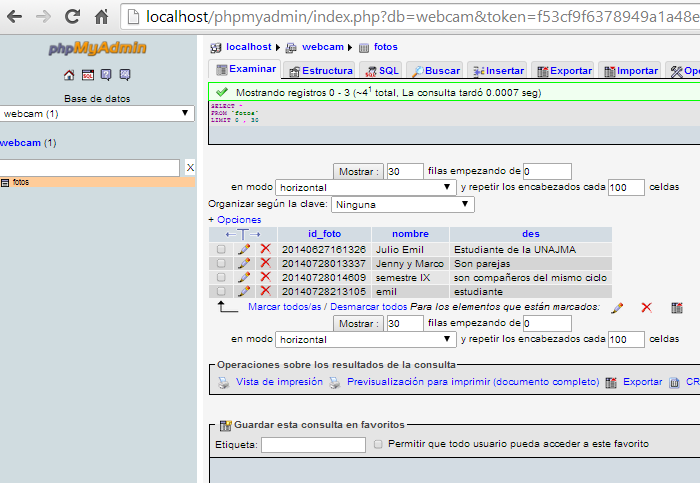 localhost/phpmyadmin/index.php?db=webcam&token=f53cf9f6378949a1a48e
phpMyAdmin
SQL
Base de datos
webcam (1)
webcam (1)
X
fotos
localhost webcam fotos
Examinar Estructura SQL Buscar Insertar Exportar Importar
Mostrando registros 0 - 3 (~4¹ total, La consulta tardó 0.0007 seg)
SELECT *
FROM `fotos`
LIMIT 0 , 30
Mostrar : 30 filas empezando de 0
en modo horizontal y repetir los encabezados cada 100 celdas
Organizar según la clave: Ninguna
+ Opciones
←T→ id_foto nombre des
20140627161326 Julio Emil Estudiante de la UNAJMA
20140728013337 Jenny y Marco Son parejas
20140728014609 semestre IX son compañeros del mismo ciclo
20140728213105 emil estudiante
Marcar todos/as / Desmarcar todos Para los elementos que están marcados:
Mostrar : 30 filas empezando de 0
en modo horizontal y repetir los encabezados cada 100 celdas
Operaciones sobre los resultados de la consulta
Vista de impresión Previsualización para imprimir (documento completo) Exportar CR
Guardar esta consulta en favoritos
Etiqueta: Permitir que todo usuario pueda acceder a este favorito